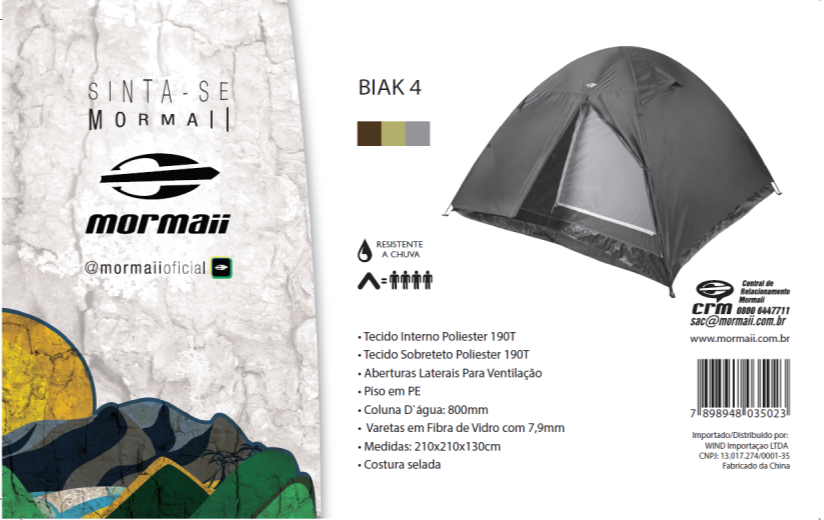 SINTA-SE
MORMAII
mormaii
@mormaiioficial
BIAK 4
RESISTENTE
A CHUVA
=
• Tecido Interno Poliester 190T
• Tecido Sobreteto Poliester 190T
• Aberturas Laterais Para Ventilação
• Piso em PE
• Coluna D`água: 800mm
• Varetas em Fibra de Vidro com 7,9mm
• Medidas: 210x210x130cm
• Costura selada
Central de
Relacionamento
Mormaii
crm 0800 6447711
sac@mormaii.com.br
www.mormaii.com.br
7 898948 035023
Importado/Distribuido por:
WIND Importaçao LTDA
CNPJ: 13.017.274/0001-35
Fabricado da China